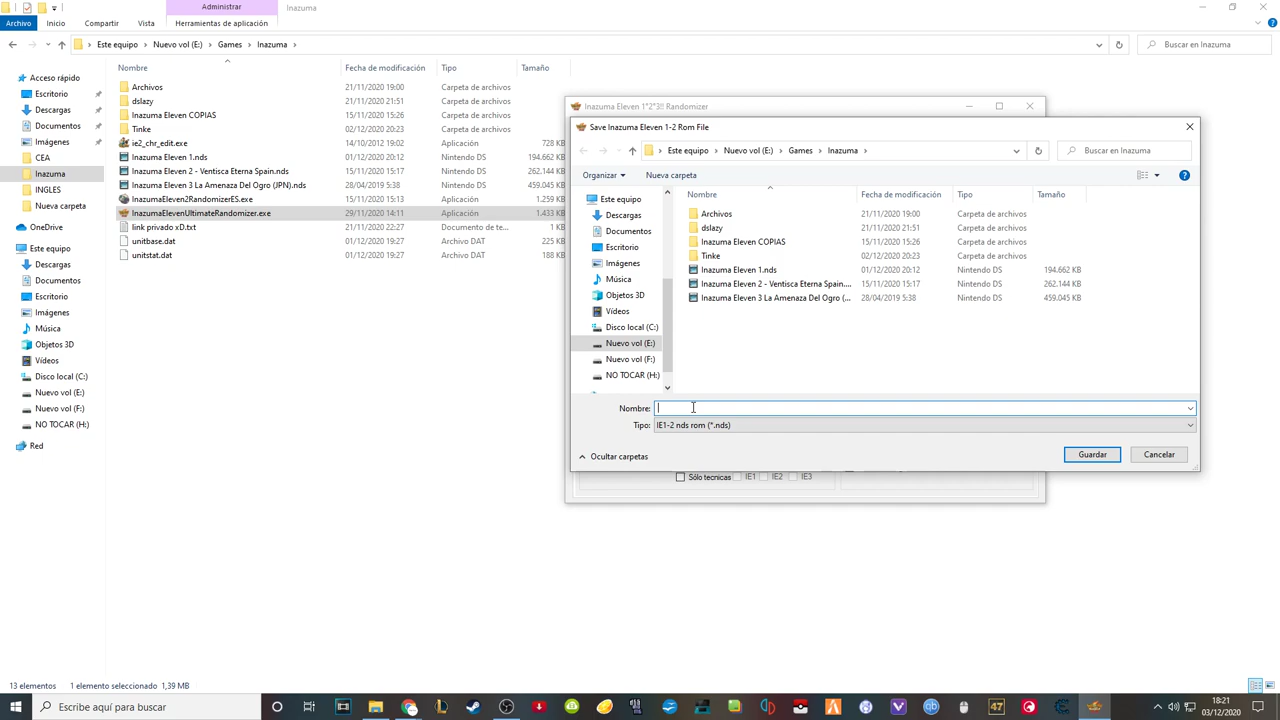 Administrar
Inazuma
Archivo Inicio Compartir Vista Herramientas de aplicación
Este equipo Nuevo vol (E:) Games Inazuma
Buscar en Inazuma
Acceso rápido
Escritorio
Descargas
Documentos
Imágenes
CEA
Inazuma
INGLES
Nueva carpeta
OneDrive
Este equipo
Descargas
Documentos
Escritorio
Imágenes
Música
Objetos 3D
Vídeos
Disco local (C:)
Nuevo vol (E:)
Nuevo vol (F:)
NO TOCAR (H:)
Red
Nombre Fecha de modificación Tipo Tamaño
Archivos 21/11/2020 19:00 Carpeta de archivos
dslazy 21/11/2020 21:51 Carpeta de archivos
Inazuma Eleven COPIAS 15/11/2020 15:26 Carpeta de archivos
Tinke 02/12/2020 20:23 Carpeta de archivos
ie2_chr_edit.exe 14/10/2012 19:02 Aplicación 728 KB
Inazuma Eleven 1.nds 01/12/2020 20:12 Nintendo DS 194.662 KB
Inazuma Eleven 2 - Ventisca Eterna Spain.nds 15/11/2020 15:17 Nintendo DS 262.144 KB
Inazuma Eleven 3 La Amenaza Del Ogro (JPN).nds 28/04/2019 5:38 Nintendo DS 459.045 KB
InazumaEleven2RandomizerES.exe 15/11/2020 15:13 Aplicación 1.259 KB
InazumaElevenUltimateRandomizer.exe 29/11/2020 14:11 Aplicación 1.433 KB
link privado xD.txt 21/11/2020 22:27 Documento de te... 1 KB
unitbase.dat 01/12/2020 19:27 Archivo DAT 225 KB
unitstat.dat 01/12/2020 19:27 Archivo DAT 188 KB
Inazuma Eleven 1*2*3!! Randomizer
Save Inazuma Eleven 1-2 Rom File
Este equipo Nuevo vol (E:) Games Inazuma
Buscar en Inazuma
Organizar Nueva carpeta
Este equipo
Descargas
Documentos
Escritorio
Imágenes
Música
Objetos 3D
Vídeos
Disco local (C:)
Nuevo vol (E:)
Nuevo vol (F:)
NO TOCAR (H:)
Nombre Fecha de modificación Tipo Tamaño
Archivos 21/11/2020 19:00 Carpeta de archivos
dslazy 21/11/2020 21:51 Carpeta de archivos
Inazuma Eleven COPIAS 15/11/2020 15:26 Carpeta de archivos
Tinke 02/12/2020 20:23 Carpeta de archivos
Inazuma Eleven 1.nds 01/12/2020 20:12 Nintendo DS 194.662 KB
Inazuma Eleven 2 - Ventisca Eterna Spain.... 15/11/2020 15:17 Nintendo DS 262.144 KB
Inazuma Eleven 3 La Amenaza Del Ogro (... 28/04/2019 5:38 Nintendo DS 459.045 KB
Nombre:
Tipo: IE1-2 nds rom (*.nds)
Ocultar carpetas
Guardar Cancelar
Sólo tecnicas IE1 IE2 IE3
13 elementos 1 elemento seleccionado 1,39 MB
Escribe aquí para buscar
47
18:21
03/12/2020